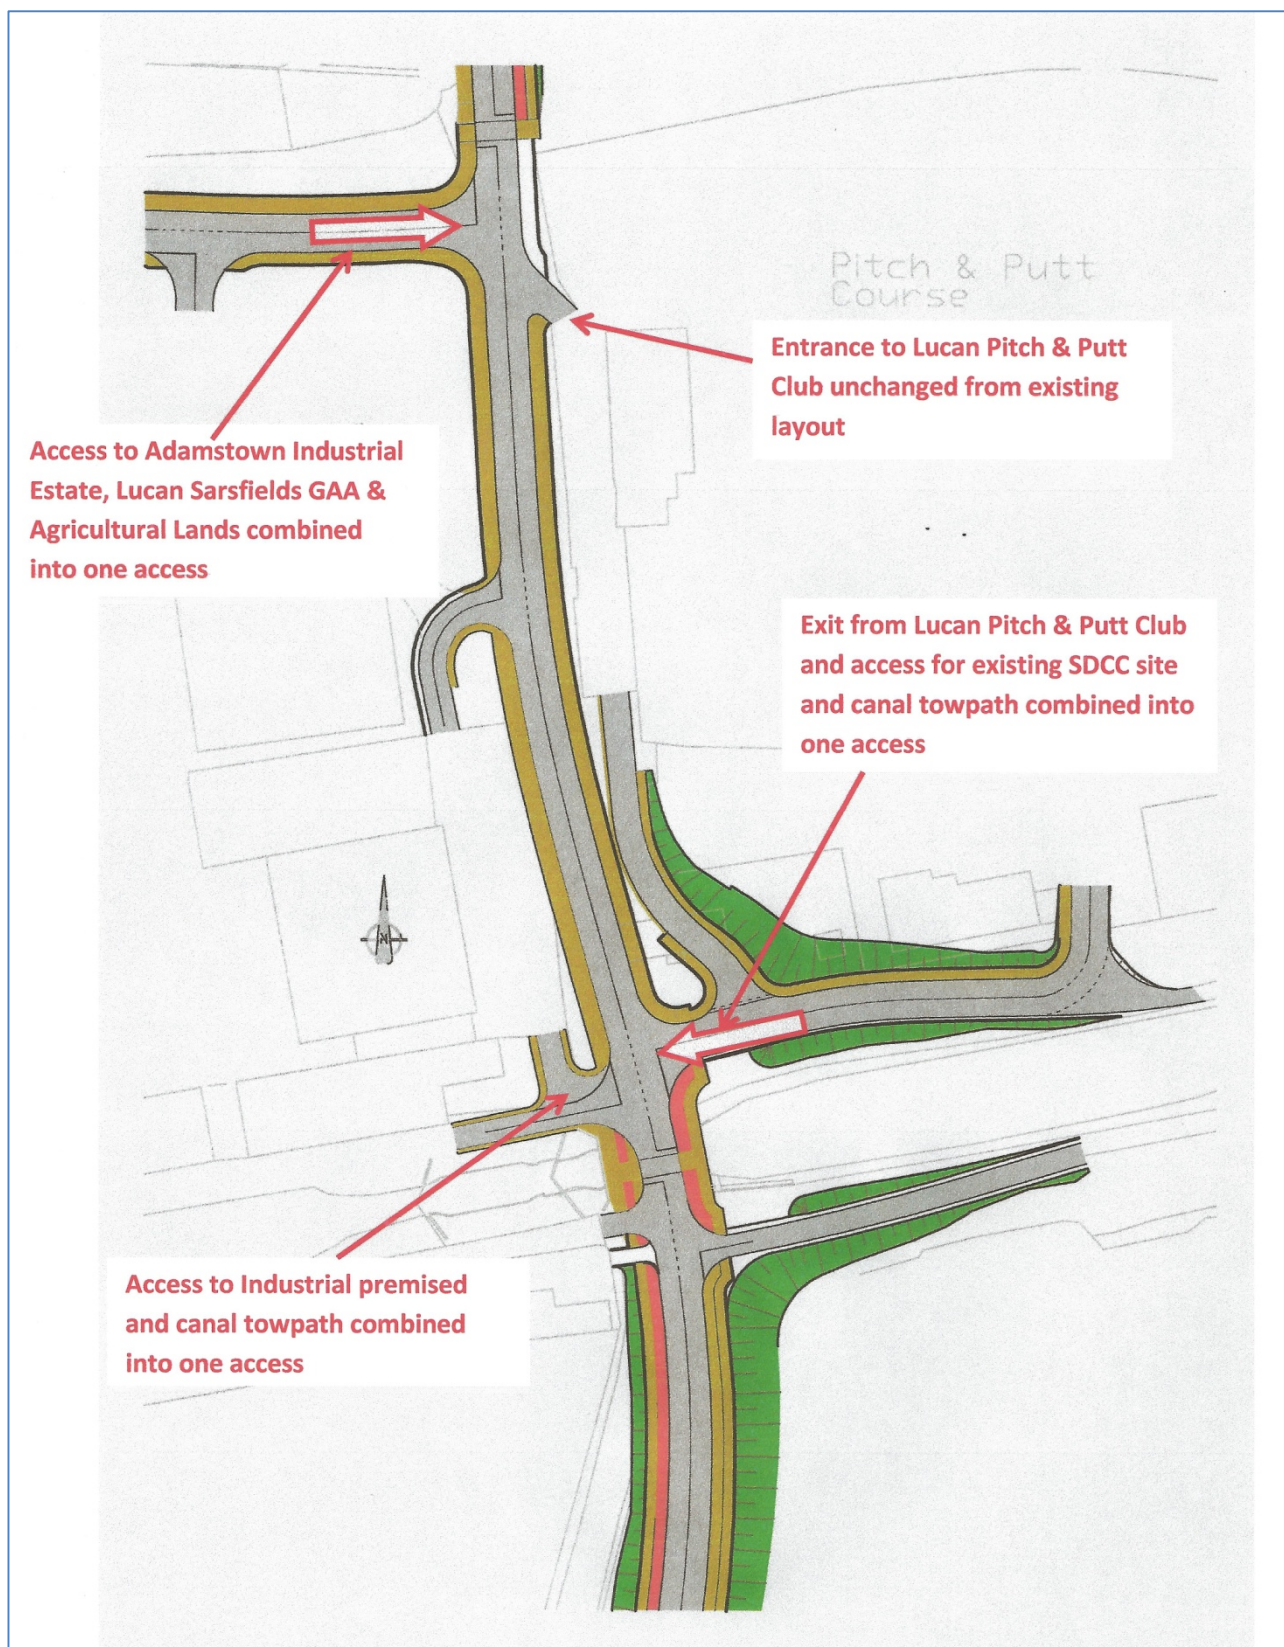 Pitch & Putt
Course
Entrance to Lucan Pitch & Putt
Club unchanged from existing
layout
Access to Adamstown Industrial
Estate, Lucan Sarsfields GAA &
Agricultural Lands combined
into one access
Exit from Lucan Pitch & Putt Club
and access for existing SDCC site
and canal towpath combined into
one access
Access to Industrial premised
and canal towpath combined
into one access